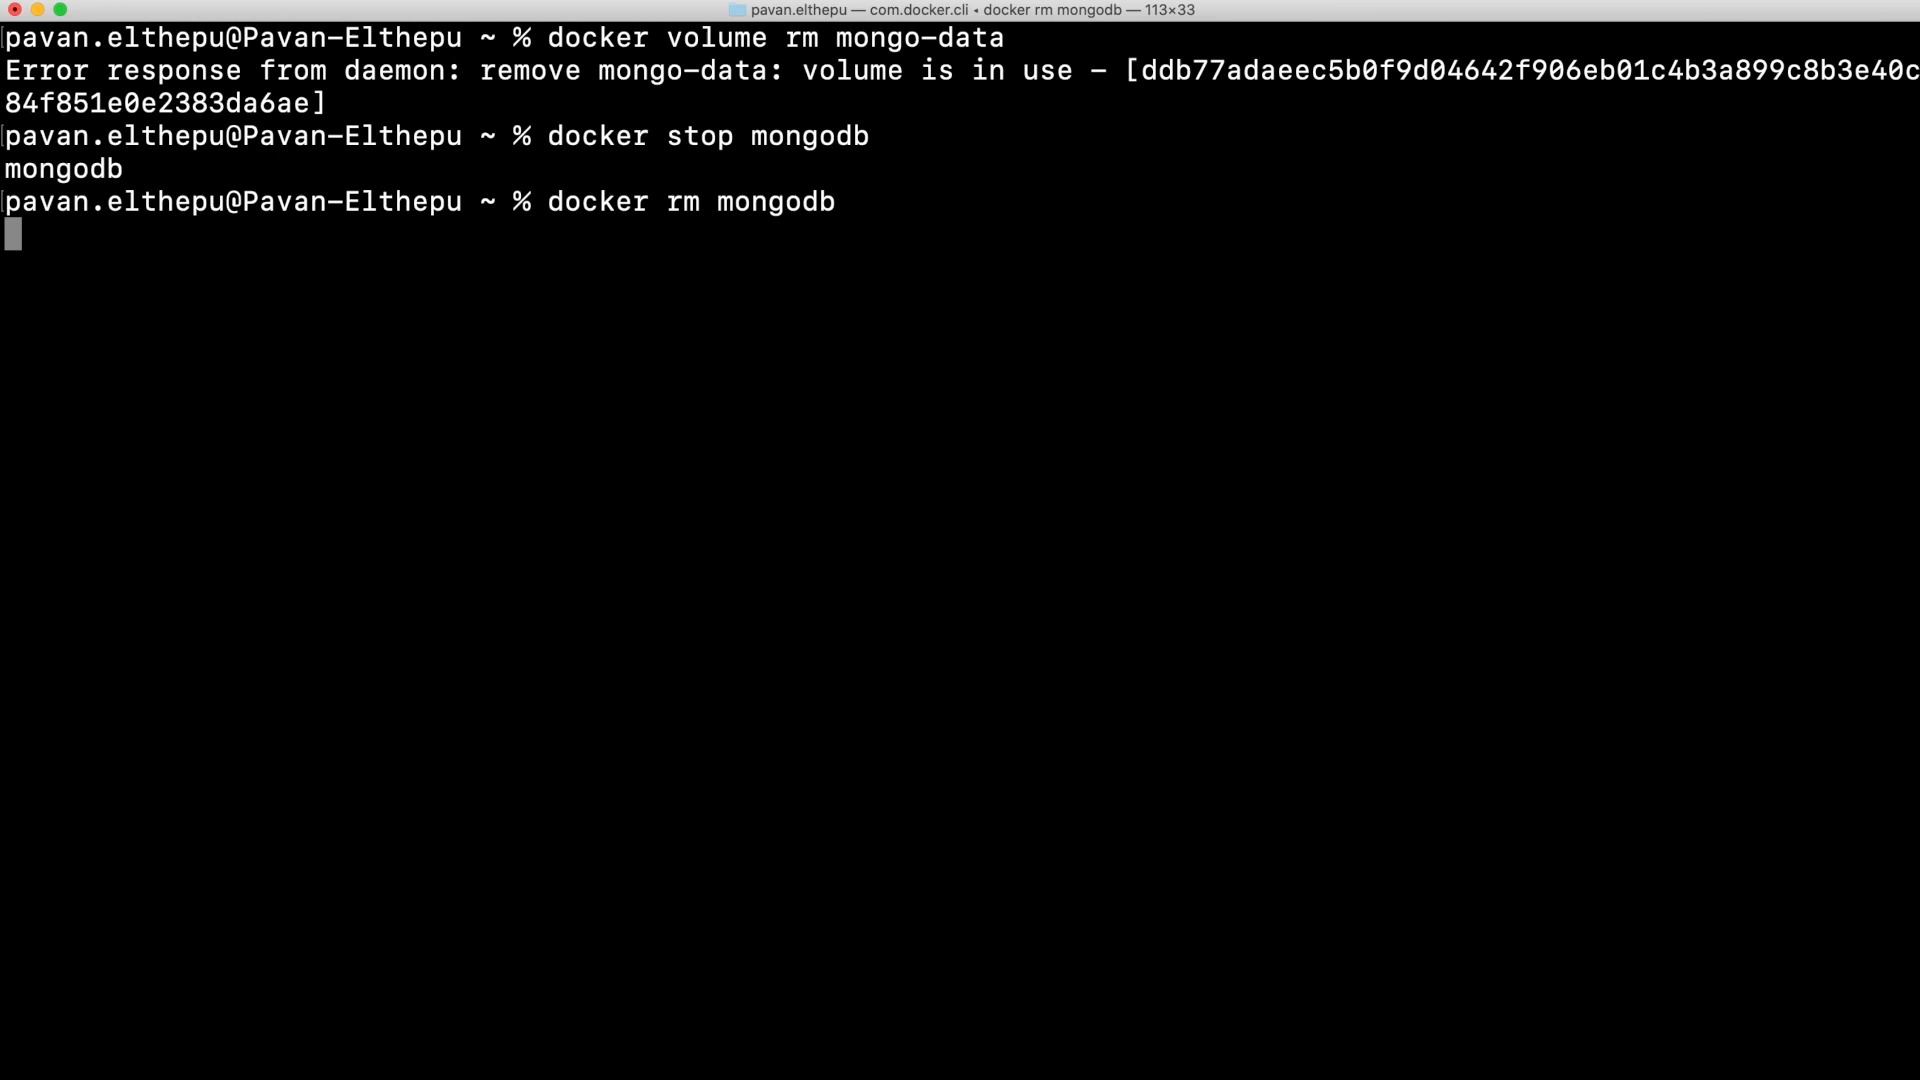 pavan.elthepu — com.docker.cli ◂ docker rm mongodb — 113×33
pavan.elthepu@Pavan-Elthepu ~ % docker volume rm mongo-data
Error response from daemon: remove mongo-data: volume is in use - [ddb77adaeec5b0f9d04642f906eb01c4b3a899c8b3e40c
84f851e0e2383da6ae]
pavan.elthepu@Pavan-Elthepu ~ % docker stop mongodb
mongodb
pavan.elthepu@Pavan-Elthepu ~ % docker rm mongodb